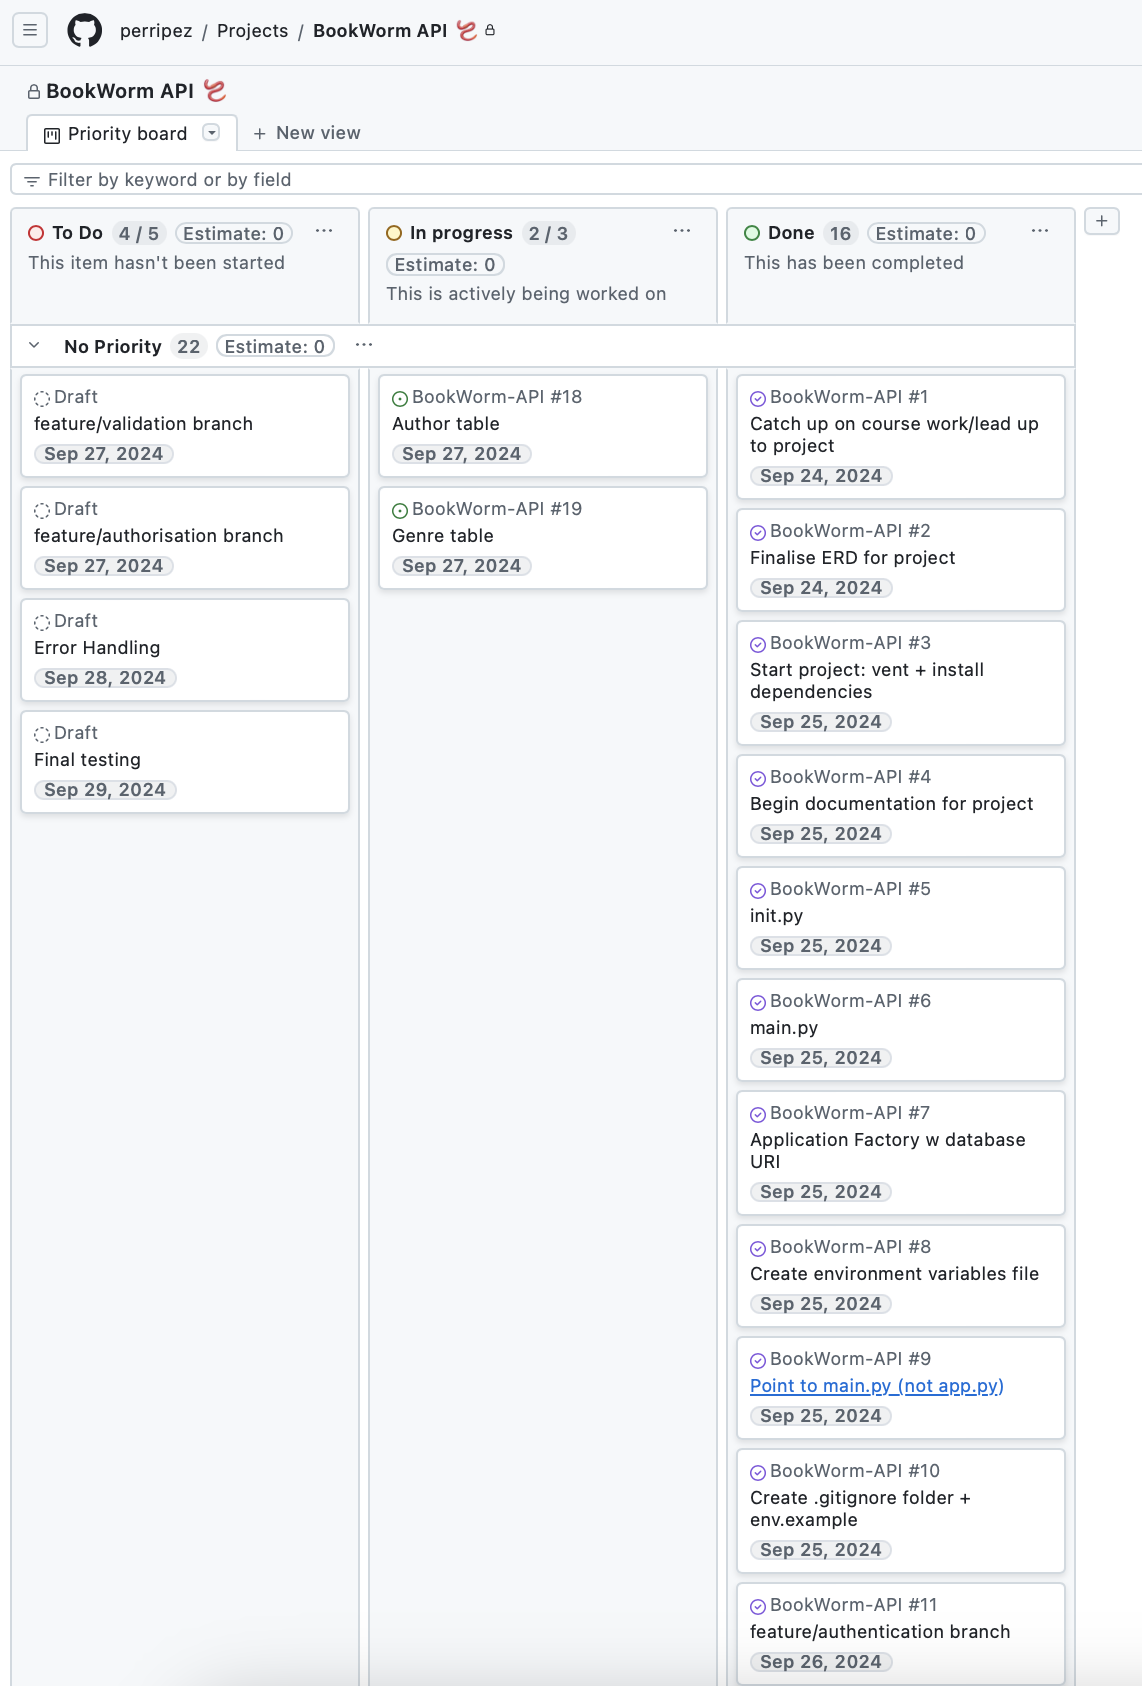 perripez / Projects / BookWorm API
BookWorm API
Priority board
+ New view
Filter by keyword or by field
To Do 4 / 5 Estimate: 0 ...
This item hasn't been started
In progress 2 / 3 ...
Estimate: 0
This is actively being worked on
Done 16 Estimate: 0 ...
This has been completed
+
No Priority 22 Estimate: 0 ...
Draft
feature/validation branch
Sep 27, 2024
Draft
feature/authorisation branch
Sep 27, 2024
Draft
Error Handling
Sep 28, 2024
Draft
Final testing
Sep 29, 2024
BookWorm-API #18
Author table
Sep 27, 2024
BookWorm-API #19
Genre table
Sep 27, 2024
BookWorm-API #1
Catch up on course work/lead up
to project
Sep 24, 2024
BookWorm-API #2
Finalise ERD for project
Sep 24, 2024
BookWorm-API #3
Start project: vent + install
dependencies
Sep 25, 2024
BookWorm-API #4
Begin documentation for project
Sep 25, 2024
BookWorm-API #5
init.py
Sep 25, 2024
BookWorm-API #6
main.py
Sep 25, 2024
BookWorm-API #7
Application Factory w database
URI
Sep 25, 2024
BookWorm-API #8
Create environment variables file
Sep 25, 2024
BookWorm-API #9
Point to main.py (not app.py)
Sep 25, 2024
BookWorm-API #10
Create .gitignore folder +
env.example
Sep 25, 2024
BookWorm-API #11
feature/authentication branch
Sep 26, 2024